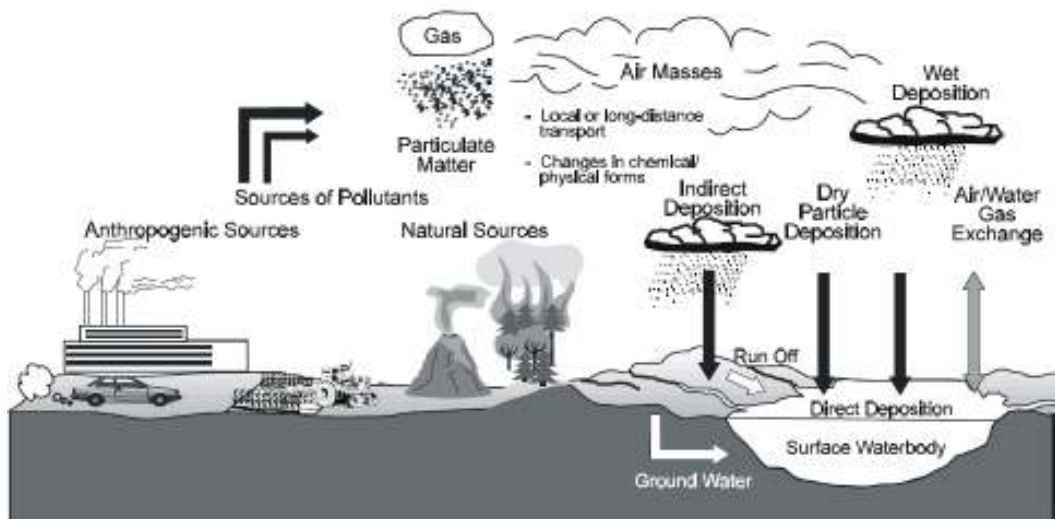 Gas
Air Masses
Wet
Deposition
Particulate
Matter
- Local or long-distance
transport
- Changes in chemical/
physical forms
Sources of Pollutants
Indirect
Deposition
Dry
Particle
Deposition
Air/Water
Gas
Exchange
Anthropogenic Sources
Natural Sources
Run Off
Direct Deposition
Surface Waterbody
Ground Water